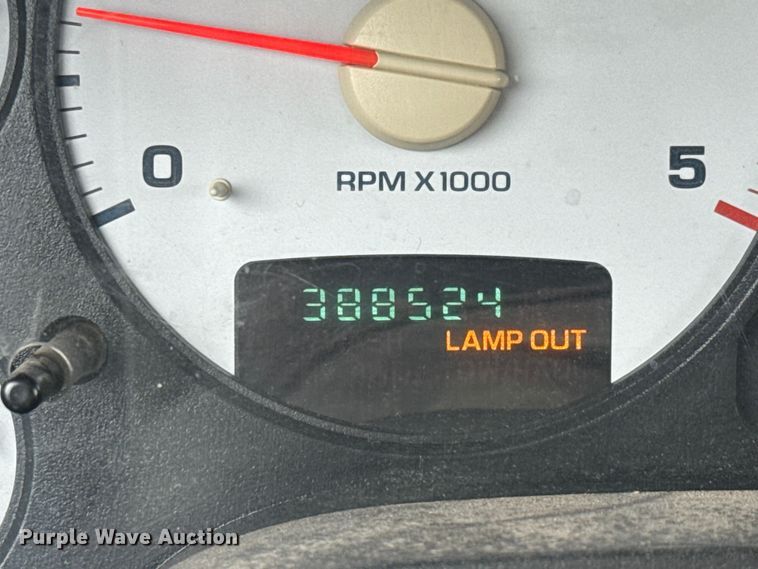 0
5
RPM X1000
388524
LAMP OUT
Purple Wave Auction